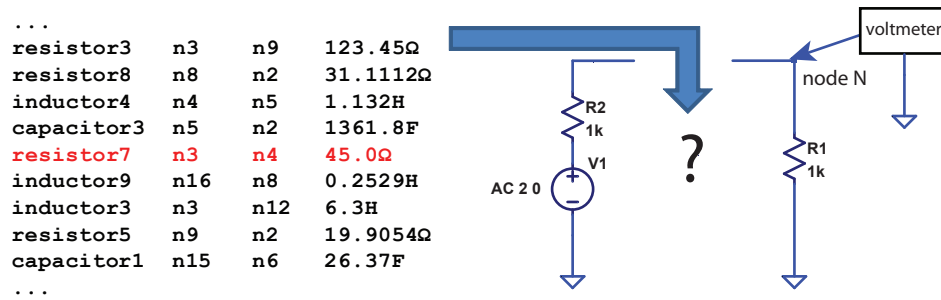 ...
resistor3 n3 n9 123.45Ω
resistor8 n8 n2 31.1112Ω
inductor4 n4 n5 1.132H
capacitor3 n5 n2 1361.8F
resistor7 n3 n4 45.0Ω
inductor9 n16 n8 0.2529H
inductor3 n3 n12 6.3H
resistor5 n9 n2 19.9054Ω
capacitor1 n15 n6 26.37F
...
R2
1k
V1
AC 2 0
?
voltmeter
node N
R1
1k